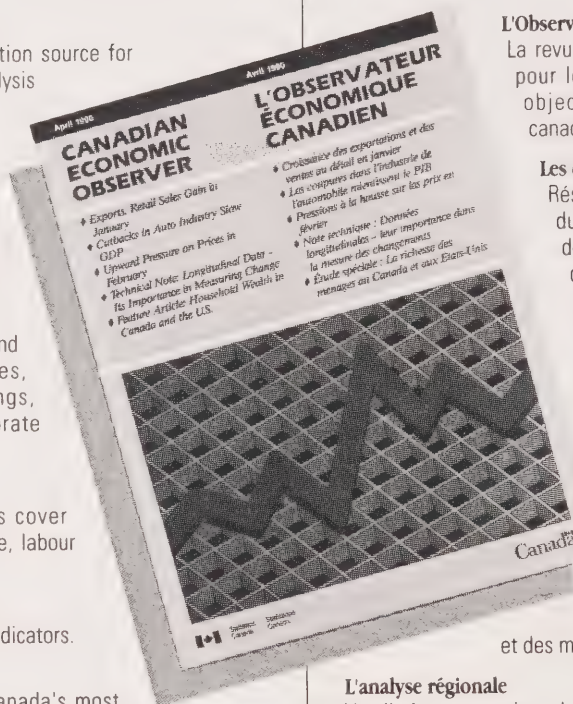 tion source for
lysis
nd
es,
ngs,
rate
s cover
e, labour
dicators.
anada's most
April 1990
CANADIAN
ECONOMIC
OBSERVER
♦ Exports, Retail Sales Gain in
January
♦ Cutbacks in Auto Industry Slow
GDP
♦ Upward Pressure on Prices in
February
♦ Technical Note: Longitudinal Data -
Its Importance in Measuring Change
♦ Feature Article: Household Wealth in
Canada and the U.S.
Avril 1990
L'OBSERVATEUR
ÉCONOMIQUE
CANADIEN
♦ Croissance des exportations et des
ventes au détail en janvier
♦ Les coupures dans l'industrie de
l'automobile ralentissent le PIB
♦ Pressions à la hausse sur les prix en
février
♦ Note technique : Données
longitudinales - leur importance dans
la mesure des changements
♦ Étude spéciale : La richesse des
ménages au Canada et aux États-Unis
Statistics Canada
Statistique Canada
Canada
L'Observ
La revu
pour le
objec
canad
Les
Rés
du
d
et des m
L'analyse régionale